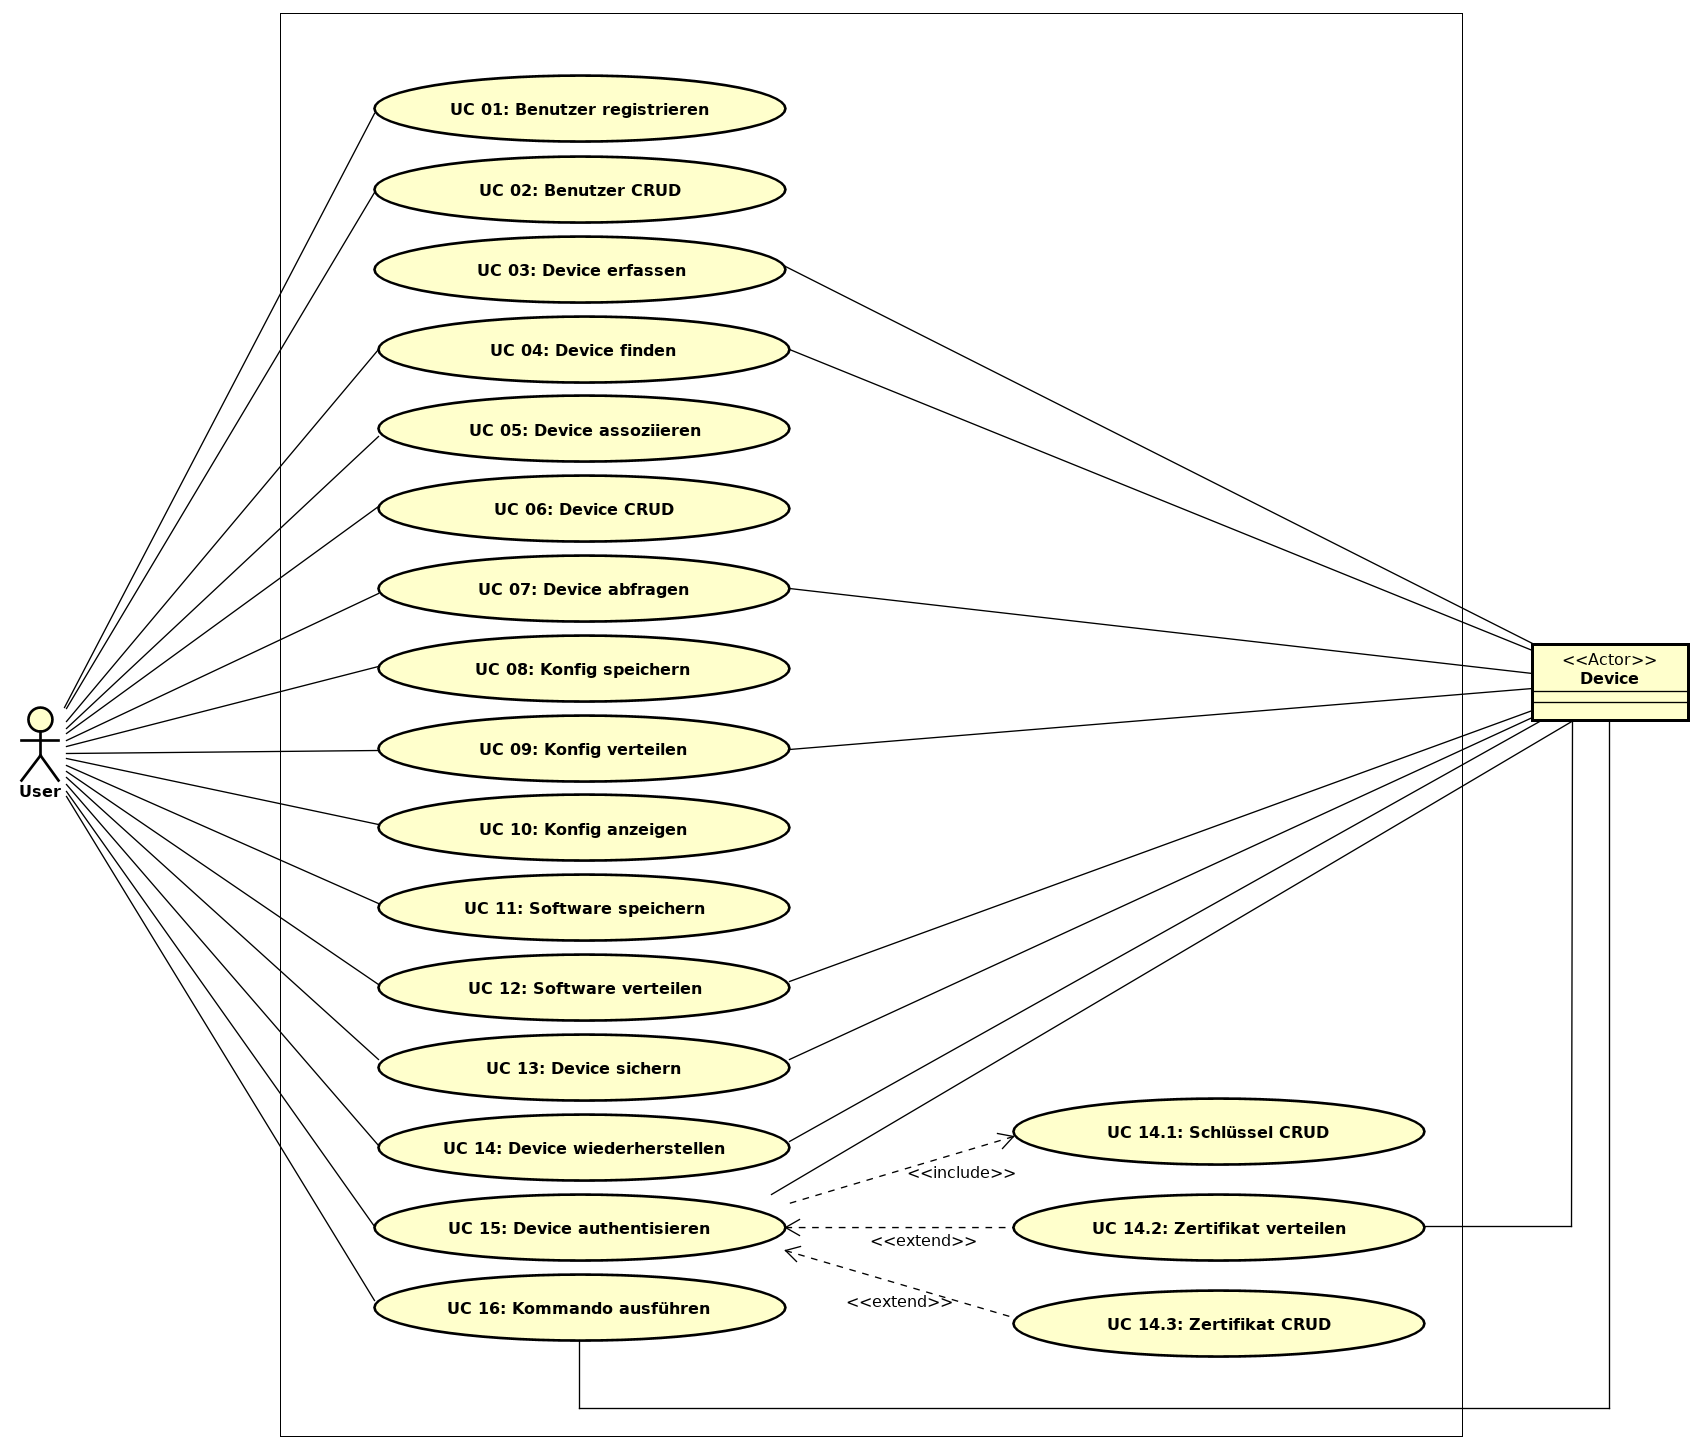 UC 01: Benutzer registrieren
UC 02: Benutzer CRUD
UC 03: Device erfassen
UC 04: Device finden
UC 05: Device assoziieren
UC 06: Device CRUD
UC 07: Device abfragen
UC 08: Konfig speichern
<<Actor>>
Device
UC 09: Konfig verteilen
User
UC 10: Konfig anzeigen
UC 11: Software speichern
UC 12: Software verteilen
UC 13: Device sichern
UC 14: Device wiederherstellen
UC 14.1: Schlüssel CRUD
<<include>>
UC 15: Device authentisieren
UC 14.2: Zertifikat verteilen
<<extend>>
<<extend>>
UC 16: Kommando ausführen
UC 14.3: Zertifikat CRUD